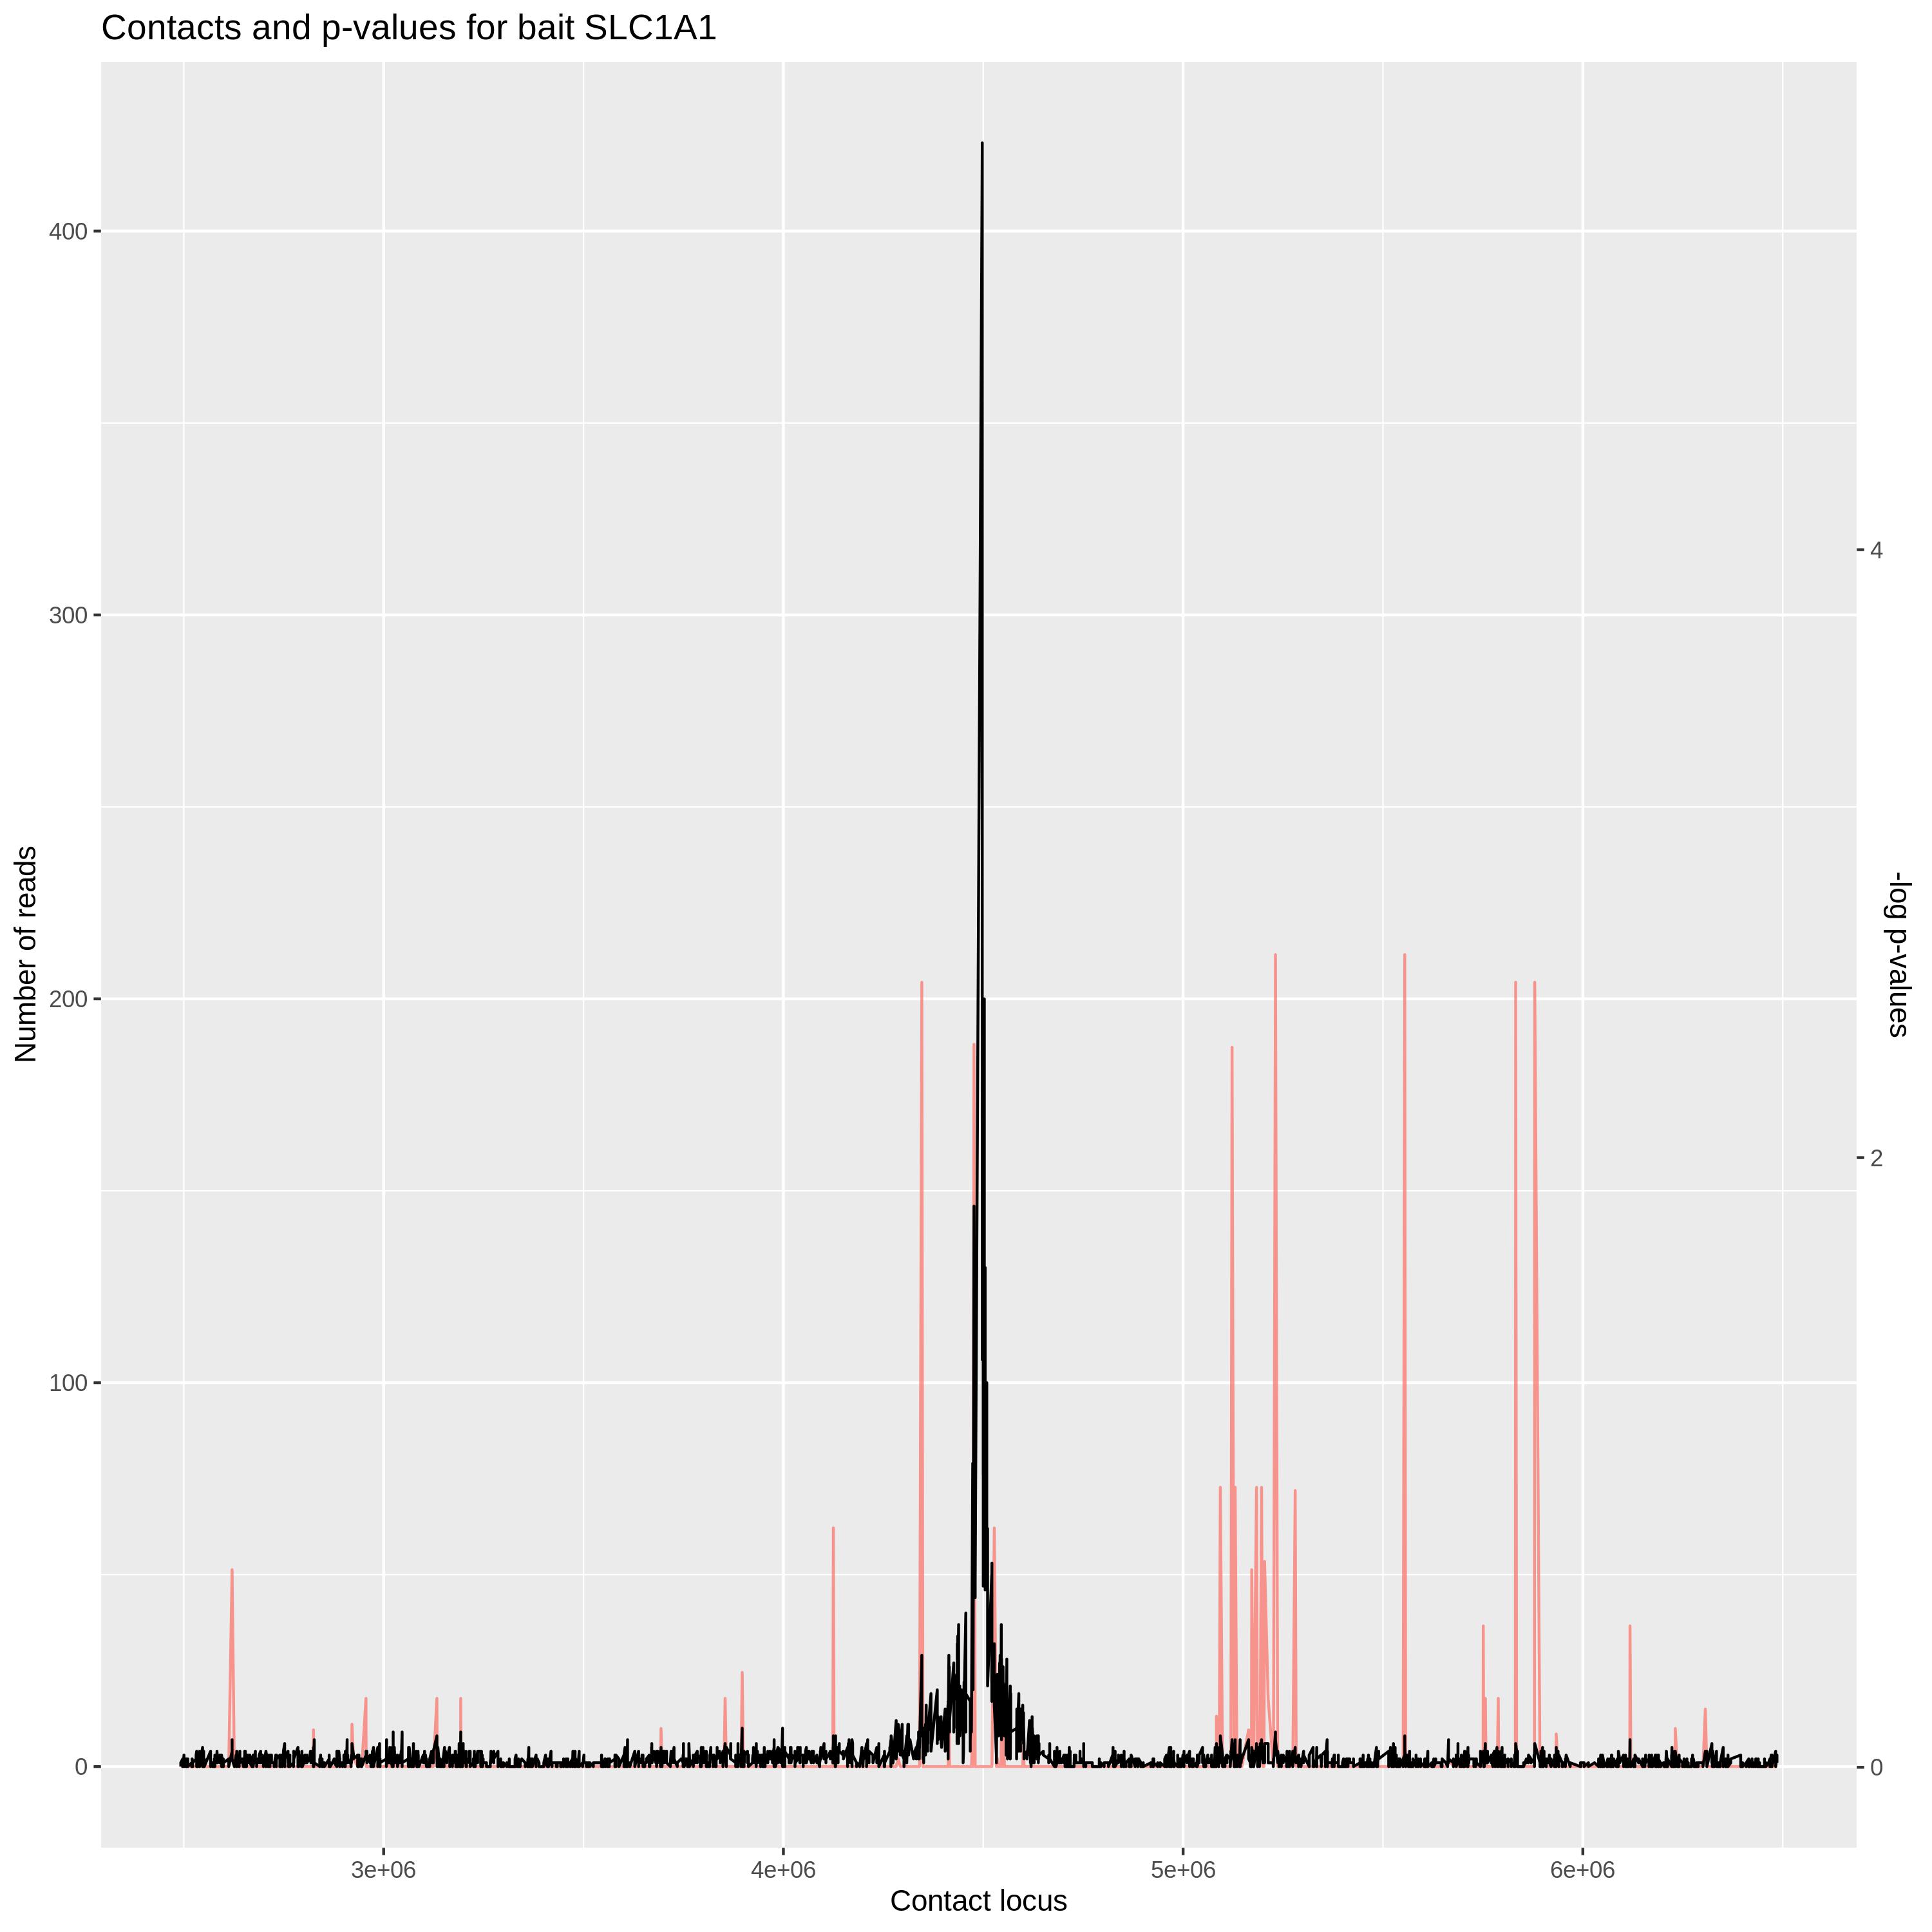 Contacts and p-values for bait SLC1A1
Number of reads
400
300
200
100
0
4
2
0
-log p-values
3e+06
4e+06
5e+06
6e+06
Contact locus